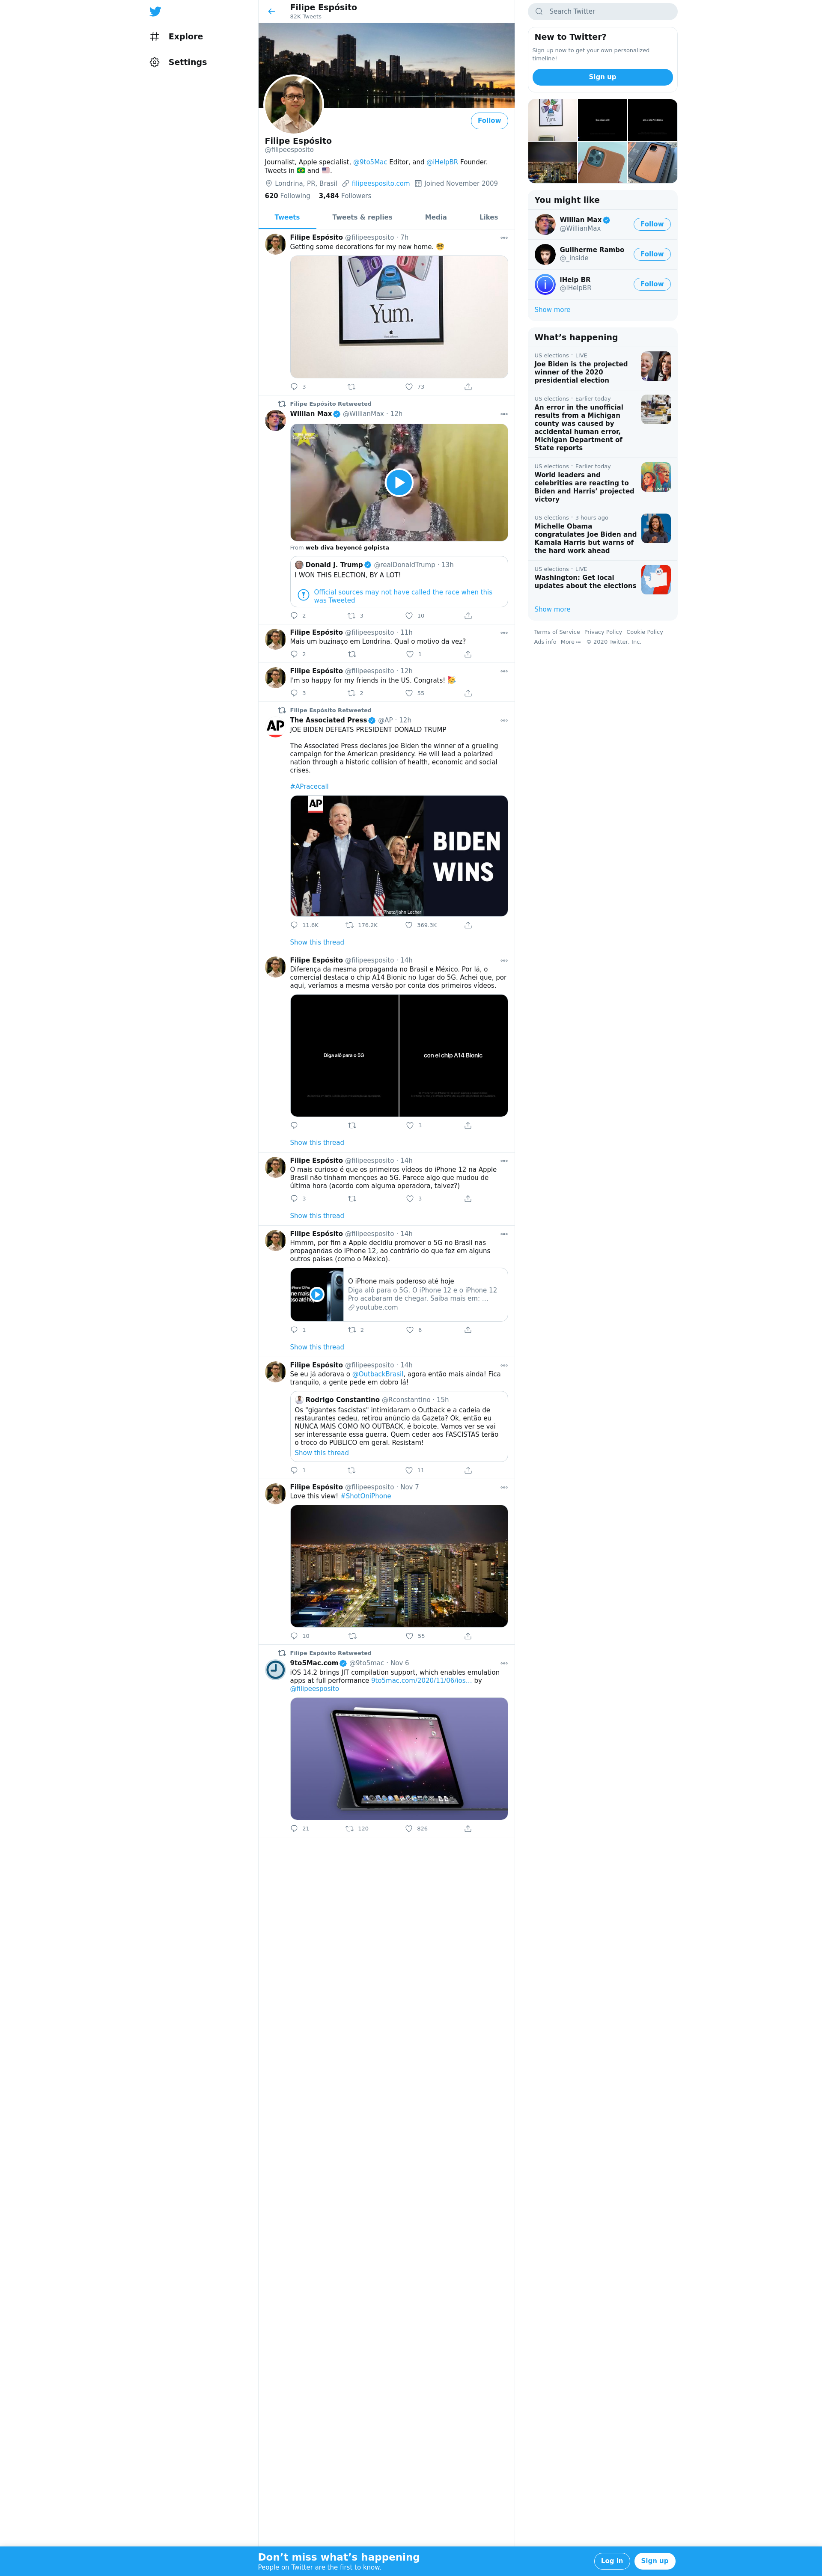 Explore
Settings
Filipe Espósito
82K Tweets
Follow
Filipe Espósito
@filipeesposito
Journalist, Apple specialist, @9to5Mac Editor, and @iHelpBR Founder.
Tweets in 🇧🇷 and 🇺🇸.
Londrina, PR, Brasil filipeesposito.com Joined November 2009
620 Following 3,484 Followers
Tweets Tweets & replies Media Likes
Filipe Espósito @filipeesposito · 7h
Getting some decorations for my new home. 🤓
Yum.
3 73
Filipe Espósito Retweeted
Willian Max @WillianMax · 12h
From web diva beyoncé golpista
Donald J. Trump @realDonaldTrump · 13h
I WON THIS ELECTION, BY A LOT!
Official sources may not have called the race when this
was Tweeted
2 3 10
Filipe Espósito @filipeesposito · 11h
Mais um buzinaço em Londrina. Qual o motivo da vez?
2 1
Filipe Espósito @filipeesposito · 12h
I'm so happy for my friends in the US. Congrats! 🥳
3 2 55
Filipe Espósito Retweeted
The Associated Press @AP · 12h
AP
JOE BIDEN DEFEATS PRESIDENT DONALD TRUMP
The Associated Press declares Joe Biden the winner of a grueling
campaign for the American presidency. He will lead a polarized
nation through a historic collision of health, economic and social
crises.
#APracecall
AP
BIDEN
WINS
Photo/John Locher
11.6K 176.2K 369.3K
Show this thread
Filipe Espósito @filipeesposito · 14h
Diferença da mesma propaganda no Brasil e México. Por lá, o
comercial destaca o chip A14 Bionic no lugar do 5G. Achei que, por
aqui, veríamos a mesma versão por conta dos primeiros vídeos.
Diga alô para o 5G con el chip A14 Bionic
3
Show this thread
Filipe Espósito @filipeesposito · 14h
O mais curioso é que os primeiros vídeos do iPhone 12 na Apple
Brasil não tinham menções ao 5G. Parece algo que mudou de
última hora (acordo com alguma operadora, talvez?)
3 3
Show this thread
Filipe Espósito @filipeesposito · 14h
Hmmm, por fim a Apple decidiu promover o 5G no Brasil nas
propagandas do iPhone 12, ao contrário do que fez em alguns
outros países (como o México).
O iPhone mais poderoso até hoje
Diga alô para o 5G. O iPhone 12 e o iPhone 12
Pro acabaram de chegar. Saiba mais em: ...
youtube.com
1 2 6
Show this thread
Filipe Espósito @filipeesposito · 14h
Se eu já adorava o @OutbackBrasil, agora então mais ainda! Fica
tranquilo, a gente pede em dobro lá!
Rodrigo Constantino @Rconstantino · 15h
Os "gigantes fascistas" intimidaram o Outback e a cadeia de
restaurantes cedeu, retirou anúncio da Gazeta? Ok, então eu
NUNCA MAIS COMO NO OUTBACK, é boicote. Vamos ver se vai
ser interessante essa guerra. Quem ceder aos FASCISTAS terão
o troco do PÚBLICO em geral. Resistam!
Show this thread
1 11
Filipe Espósito @filipeesposito · Nov 7
Love this view! #ShotOniPhone
10 55
Filipe Espósito Retweeted
9to5Mac.com @9to5mac · Nov 6
iOS 14.2 brings JIT compilation support, which enables emulation
apps at full performance 9to5mac.com/2020/11/06/ios... by
@filipeesposito
21 120 826
Search Twitter
New to Twitter?
Sign up now to get your own personalized
timeline!
Sign up
You might like
Willian Max
@WillianMax
Follow
Guilherme Rambo
@_inside
Follow
iHelp BR
@iHelpBR
Follow
Show more
What's happening
US elections · LIVE
Joe Biden is the projected
winner of the 2020
presidential election
US elections · Earlier today
An error in the unofficial
results from a Michigan
county was caused by
accidental human error,
Michigan Department of
State reports
US elections · Earlier today
World leaders and
celebrities are reacting to
Biden and Harris' projected
victory
US elections · 3 hours ago
Michelle Obama
congratulates Joe Biden and
Kamala Harris but warns of
the hard work ahead
US elections · LIVE
Washington: Get local
updates about the elections
Show more
Terms of Service Privacy Policy Cookie Policy
Ads info More © 2020 Twitter, Inc.
Don't miss what's happening
People on Twitter are the first to know.
Log in Sign up